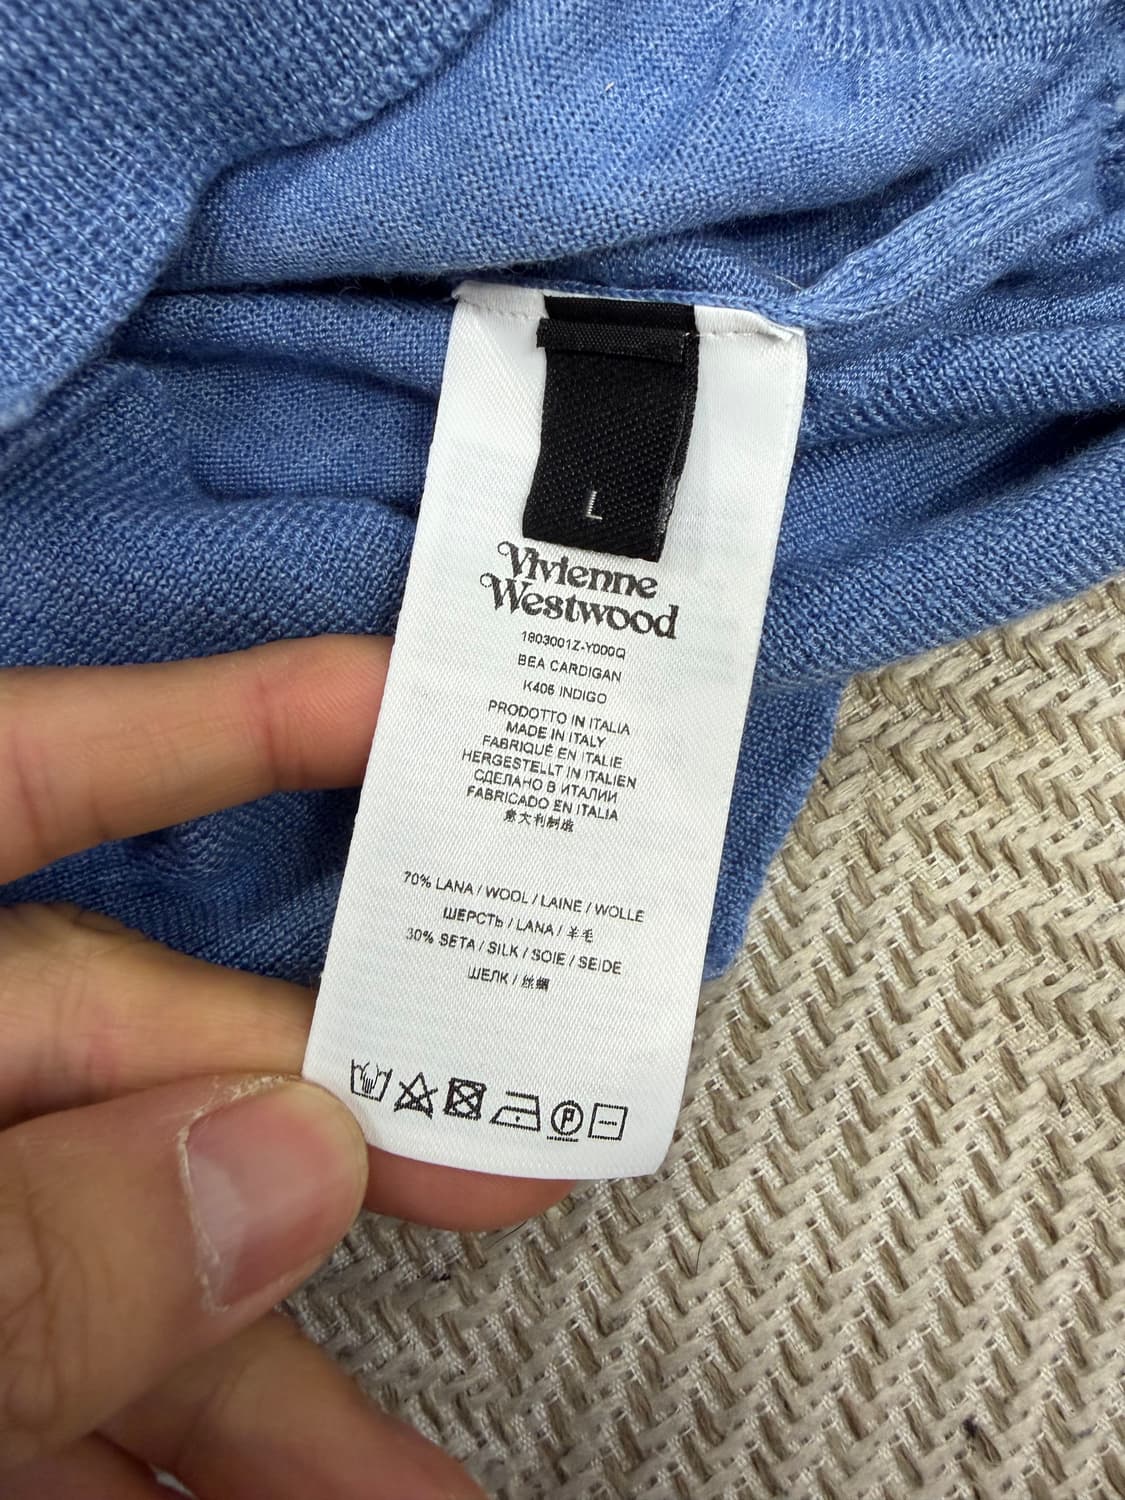 L
Vivienne
Westwood
1803001Z-Y000Q
BEA CARDIGAN
K406 INDIGO
PRODOTTO IN ITALIA
MADE IN ITALY
FABRIQUÉ EN ITALIE
HERGESTELLT IN ITALIEN
СДЕЛАНО В ИТАЛИИ
FABRICADO EN ITALIA
意大利制造
70% LANA / WOOL / LAINE / WOLLE
ШЕРСТЬ / LANA / 羊毛
30% SETA / SILK / SOIE / SEIDE
ШЕЛК / 丝绸
P